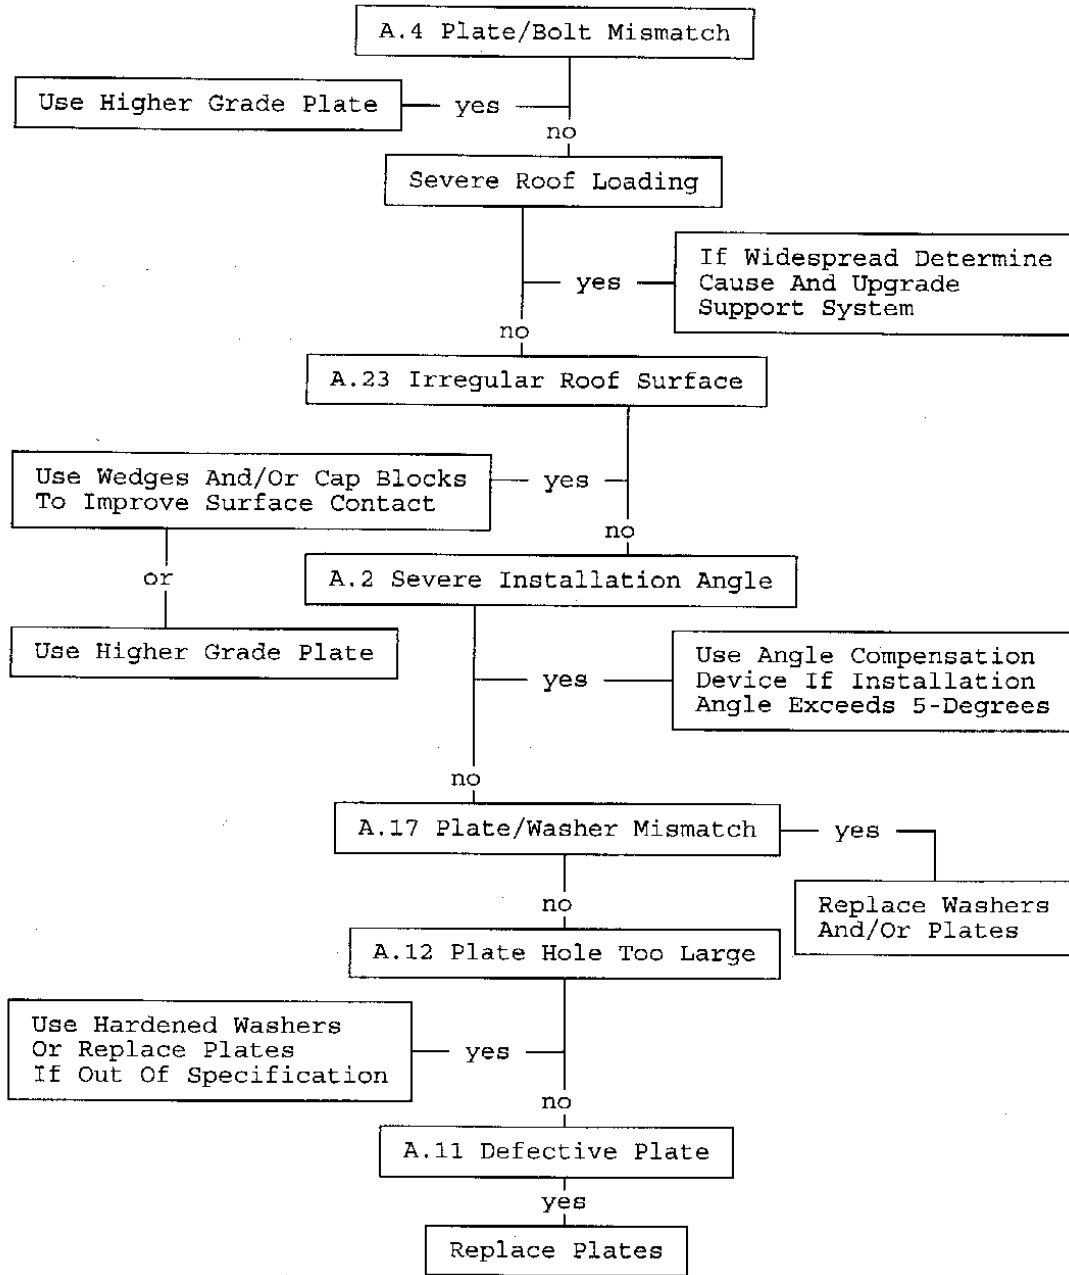 A.4 Plate/Bolt Mismatch
Use Higher Grade Plate
yes
no
Severe Roof Loading
If Widespread Determine
Cause And Upgrade
Support System
yes
no
A.23 Irregular Roof Surface
Use Wedges And/Or Cap Blocks
To Improve Surface Contact
yes
no
or
A.2 Severe Installation Angle
Use Higher Grade Plate
Use Angle Compensation
Device If Installation
Angle Exceeds 5-Degrees
yes
no
A.17 Plate/Washer Mismatch
yes
Replace Washers
And/Or Plates
no
A.12 Plate Hole Too Large
Use Hardened Washers
Or Replace Plates
If Out Of Specification
yes
no
A.11 Defective Plate
yes
Replace Plates